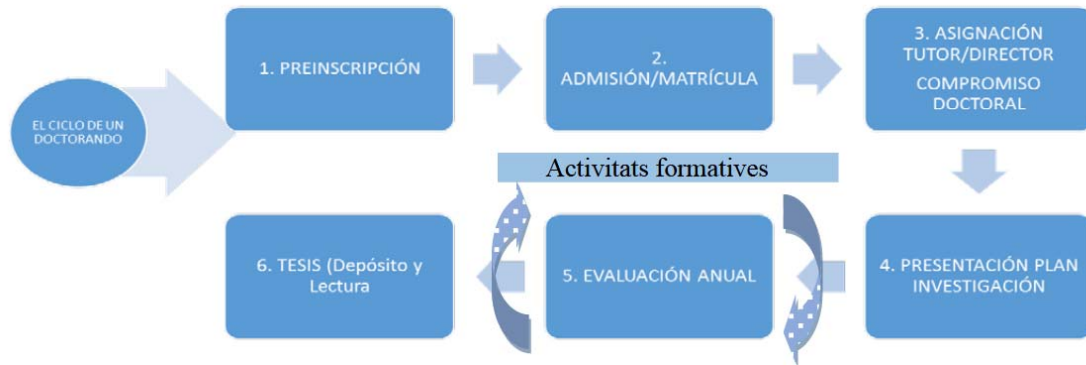 EL CICLO DE UN
DOCTORANDO
1. PREINSCRIPCIÓN
2.
ADMISIÓN/MATRÍCULA
3. ASIGNACIÓN
TUTOR/DIRECTOR
COMPROMISO
DOCTORAL
Activitats formatives
4. PRESENTACIÓN PLAN
INVESTIGACIÓN
5. EVALUACIÓN ANUAL
6. TESIS (Depósito y
Lectura